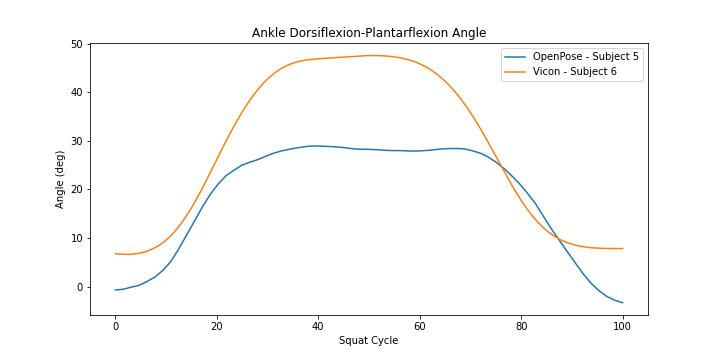 Ankle Dorsiflexion-Plantarflexion Angle
OpenPose - Subject 5
Vicon - Subject 6
Angle (deg)
50
40
30
20
10
0
0 20 40 60 80 100
Squat Cycle